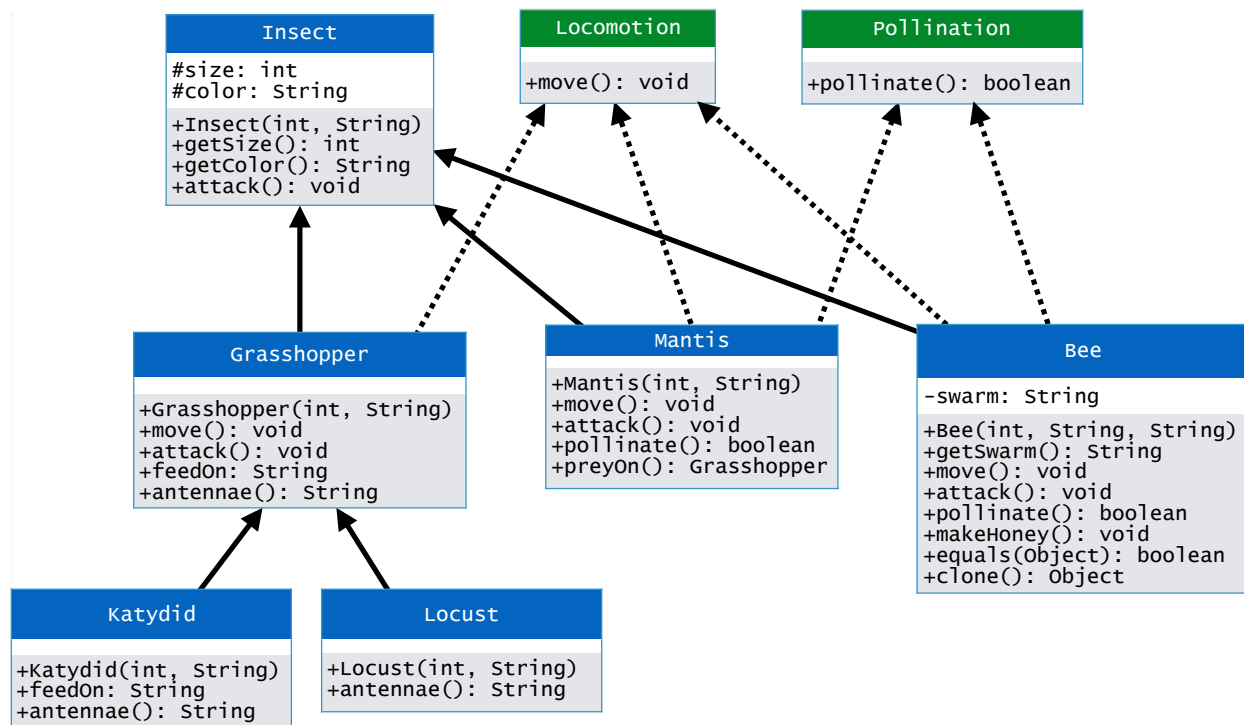 Insect
#size: int
#color: String
+Insect(int, String)
+getSize(): int
+getColor(): String
+attack(): void
Locomotion
+move(): void
Pollination
+pollinate(): boolean
Grasshopper
+Grasshopper(int, String)
+move(): void
+attack(): void
+feedOn: String
+antennae(): String
Mantis
+Mantis(int, String)
+move(): void
+attack(): void
+pollinate(): boolean
+preyOn(): Grasshopper
Bee
-swarm: String
+Bee(int, String, String)
+getSwarm(): String
+move(): void
+attack(): void
+pollinate(): boolean
+makeHoney(): void
+equals(Object): boolean
+clone(): Object
Katydid
+Katydid(int, String)
+feedOn: String
+antennae(): String
Locust
+Locust(int, String)
+antennae(): String